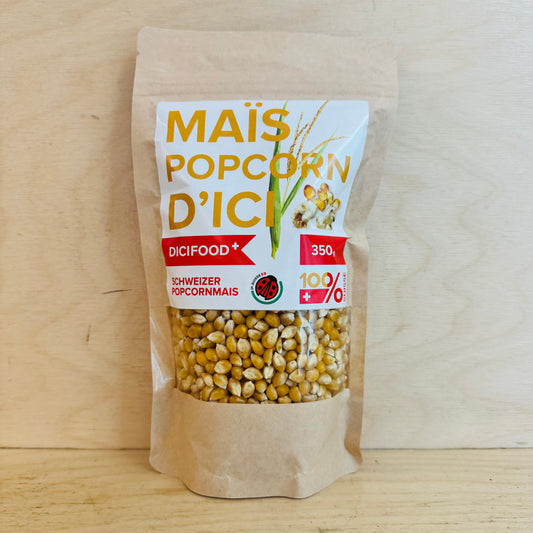 MAÏS
POPCORN
D'ICI
DICIFOOD+
350g
SCHWEIZER
POPCORNMAIS
100%